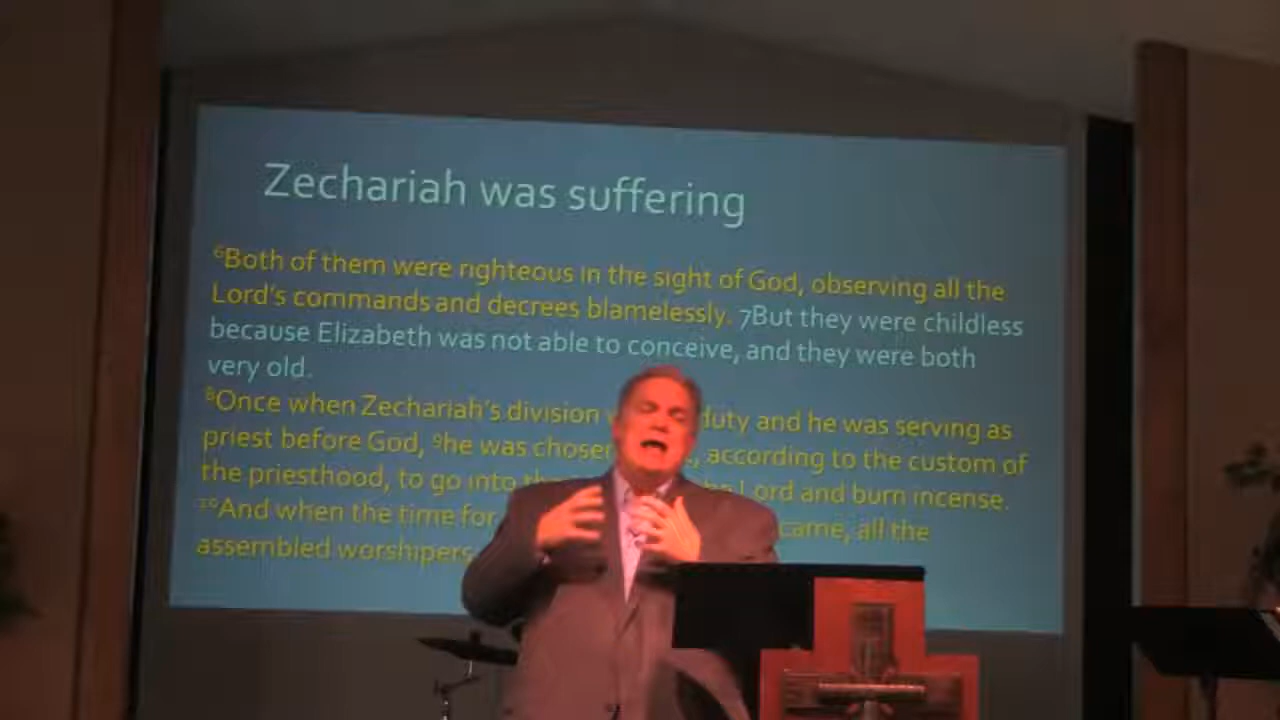 Zechariah was suffering
⁶Both of them were righteous in the sight of God, observing all the
Lord's commands and decrees blamelessly. 7But they were childless
because Elizabeth was not able to conceive, and they were both
very old.
⁸Once when Zechariah's division duty and he was serving as
priest before God, ⁹he was chosen according to the custom of
the priesthood, to go into Lord and burn incense.
¹⁰And when the time for came, all the
assembled worshipers